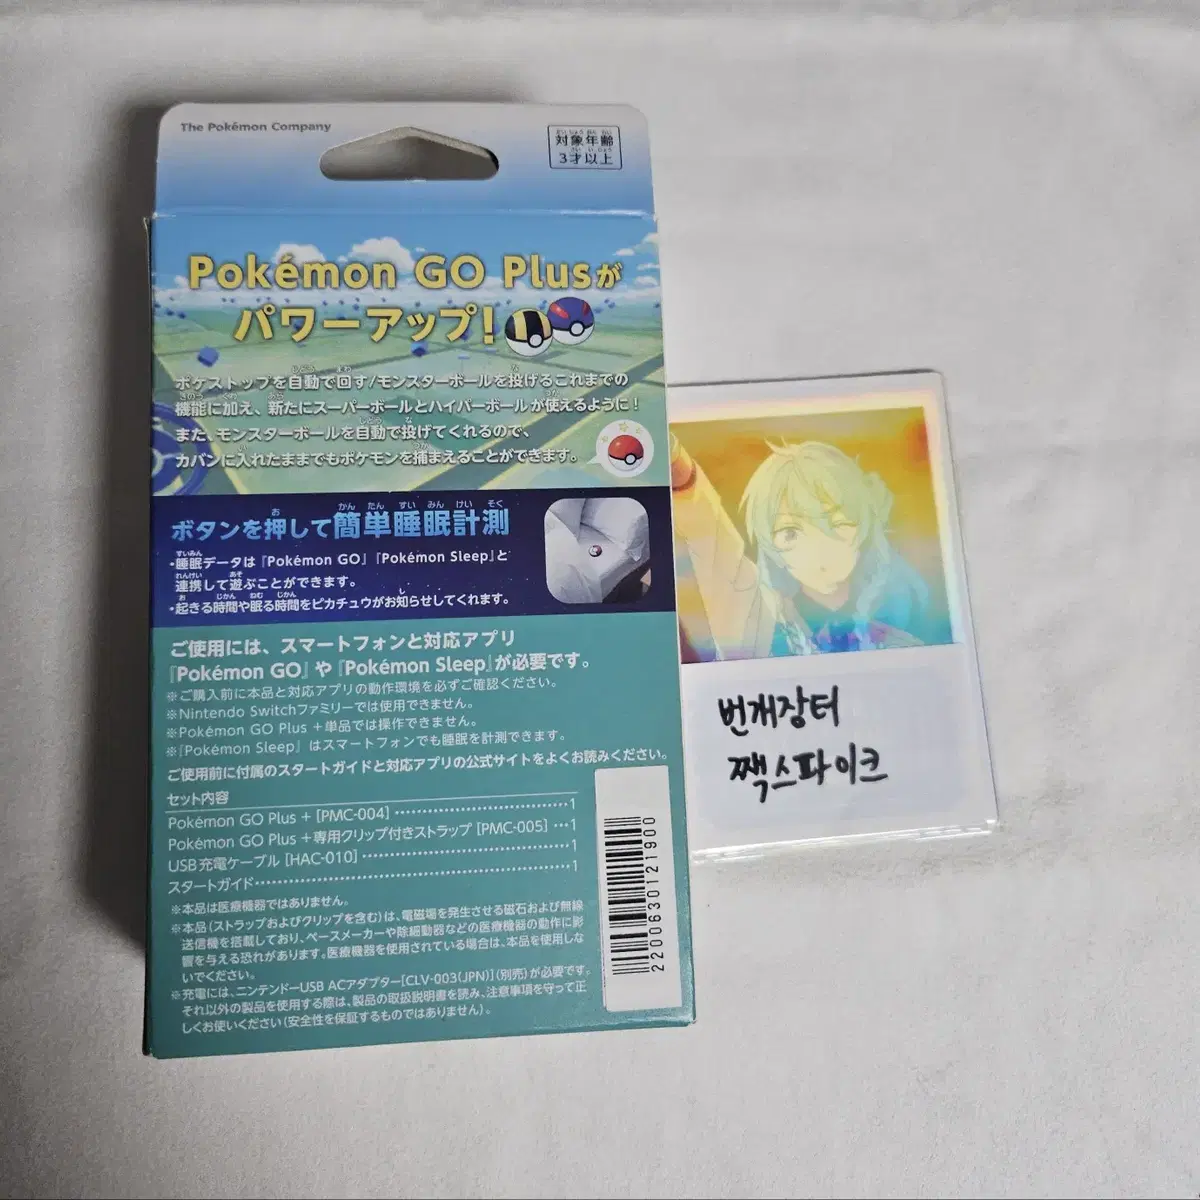 The Pokémon Company
対象年齢
3才以上
Pokémon GO Plusが
パワーアップ!
ポケストップを自動で回す/モンスターボールを投げるこれまでの
機能に加え、新たにスーパーボールとハイパーボールが使えるように!
また、モンスターボールを自動で投げてくれるので、
カバンに入れたままでもポケモンを捕まえることができます。
ボタンを押して簡単睡眠計測
・睡眠データは『Pokémon GO』『Pokémon Sleep』と
連携して遊ぶことができます。
・起きる時間や眠る時間をピカチュウがお知らせしてくれます。
ご使用には、スマートフォンと対応アプリ
『Pokémon GO』や『Pokémon Sleep』が必要です。
※ご購入前に本品と対応アプリの動作環境を必ずご確認ください。
※Nintendo Switchファミリーでは使用できません。
※Pokémon GO Plus +単品では操作できません。
※『Pokémon Sleep』はスマートフォンでも睡眠を計測できます。
ご使用前に付属のスタートガイドと対応アプリの公式サイトをよくお読みください。
セット内容
Pokémon GO Plus + [PMC-004] 1
Pokémon GO Plus +専用クリップ付きストラップ [PMC-005] 1
USB充電ケーブル [HAC-010] 1
スタートガイド 1
※本品は医療機器ではありません。
※本品(ストラップおよびクリップを含む)は、電磁場を発生させる磁石および無線
送信機を搭載しており、ペースメーカーや除細動器などの医療機器の動作に影
響を与える恐れがあります。医療機器を使用されている場合は、本品を使用しな
いでください。
※充電には、ニンテンドーUSB ACアダプター[CLV-003(JPN)](別売)が必要です。
それ以外の製品を使用する際は、製品の取扱説明書を読み、注意事項を守って正
しくお使いください(安全性を保証するものではありません)。
2200630121900
번개장터
짹스파이크